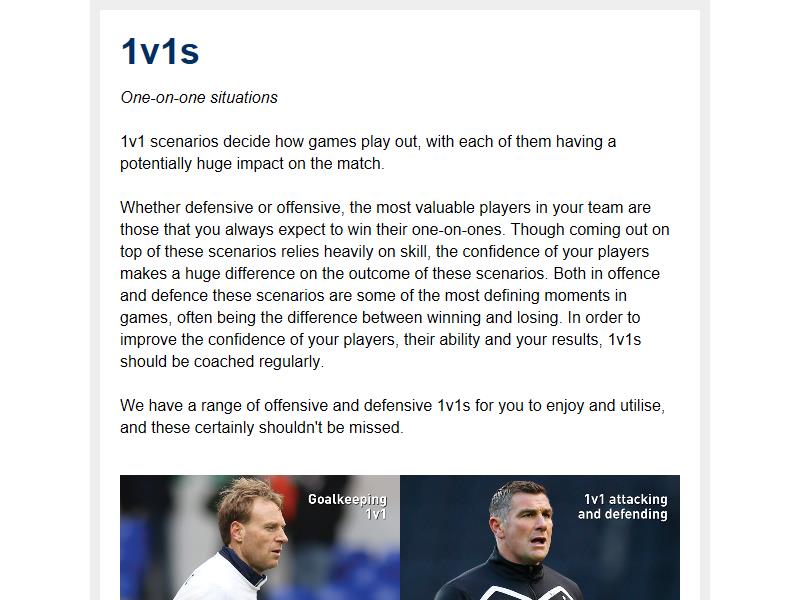 1v1s
One-on-one situations
1v1 scenarios decide how games play out, with each of them having a
potentially huge impact on the match.
Whether defensive or offensive, the most valuable players in your team are
those that you always expect to win their one-on-ones. Though coming out on
top of these scenarios relies heavily on skill, the confidence of your players
makes a huge difference on the outcome of these scenarios. Both in offence
and defence these scenarios are some of the most defining moments in
games, often being the difference between winning and losing. In order to
improve the confidence of your players, their ability and your results, 1v1s
should be coached regularly.
We have a range of offensive and defensive 1v1s for you to enjoy and utilise,
and these certainly shouldn't be missed.
Goalkeeping
1v1
1v1 attacking
and defending